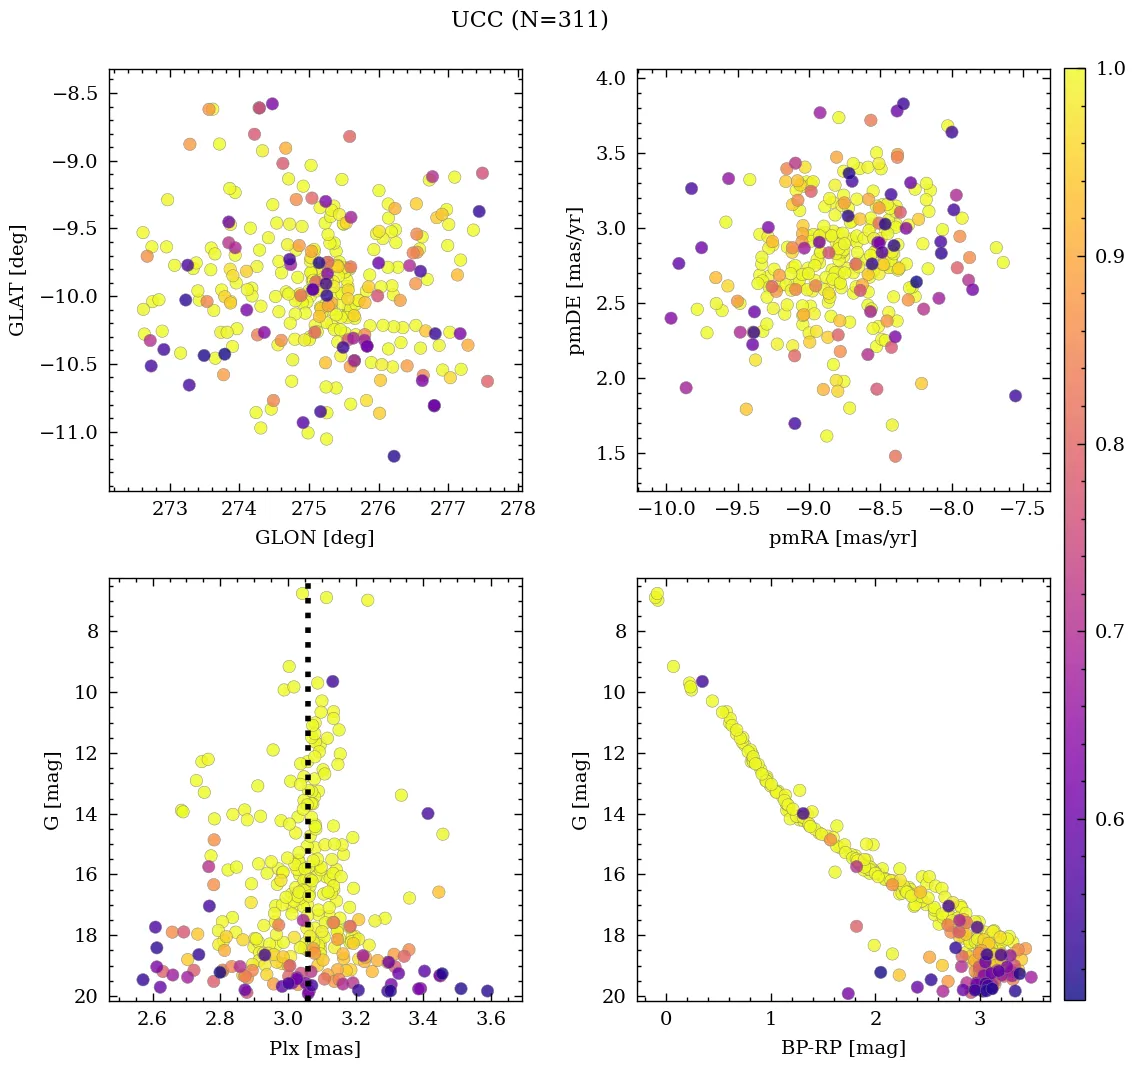 UCC (N=311)
−8.5
−9.0
−9.5
−10.0
−10.5
−11.0
GLAT [deg]
273 274 275 276 277 278
GLON [deg]
4.0
3.5
3.0
2.5
2.0
1.5
pmDE [mas/yr]
−10.0 −9.5 −9.0 −8.5 −8.0 −7.5
pmRA [mas/yr]
1.0
0.9
0.8
0.7
0.6
8
10
12
14
16
18
20
G [mag]
2.6 2.8 3.0 3.2 3.4 3.6
Plx [mas]
8
10
12
14
16
18
20
G [mag]
0 1 2 3
BP-RP [mag]